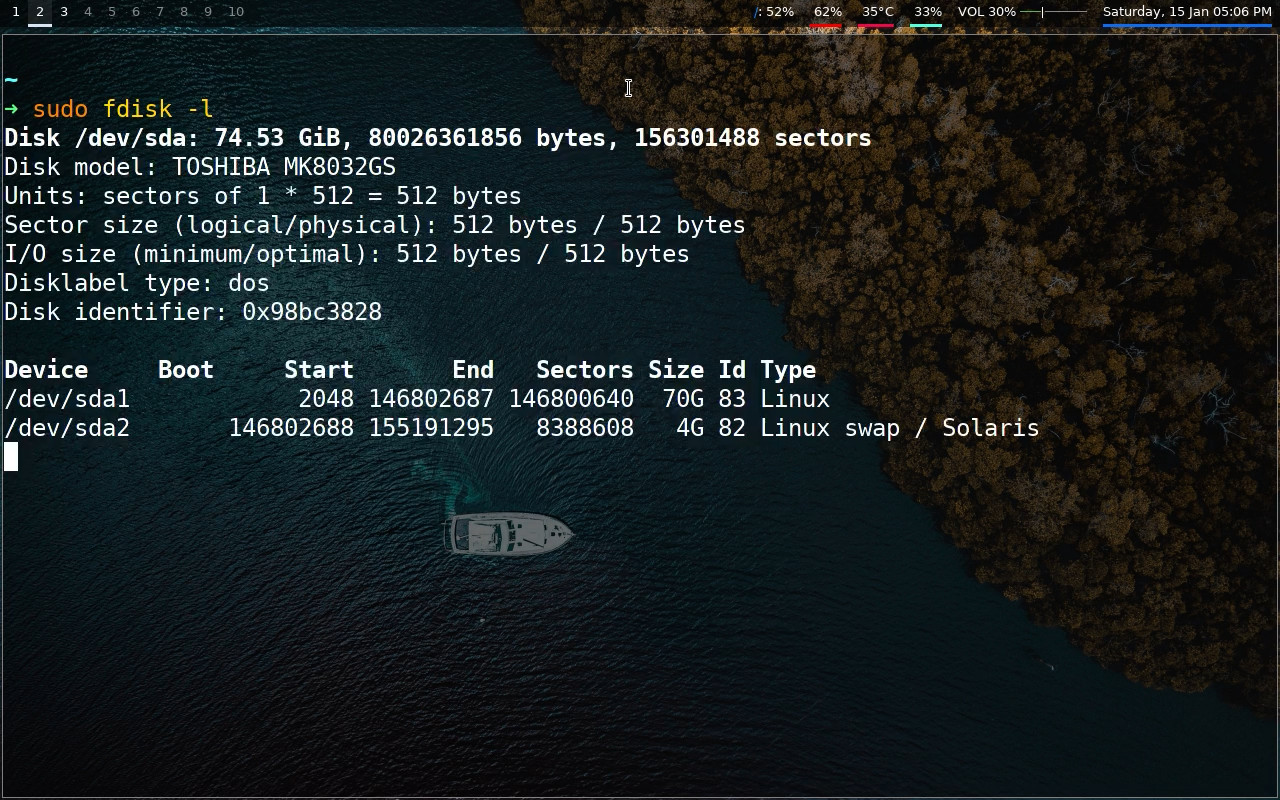 1 2 3 4 5 6 7 8 9 10 /: 52% 62% 35°C 33% VOL 30% Saturday, 15 Jan 05:06 PM
~
➜ sudo fdisk -l
Disk /dev/sda: 74.53 GiB, 80026361856 bytes, 156301488 sectors
Disk model: TOSHIBA MK8032GS
Units: sectors of 1 * 512 = 512 bytes
Sector size (logical/physical): 512 bytes / 512 bytes
I/O size (minimum/optimal): 512 bytes / 512 bytes
Disklabel type: dos
Disk identifier: 0x98bc3828
Device Boot Start End Sectors Size Id Type
/dev/sda1 2048 146802687 146800640 70G 83 Linux
/dev/sda2 146802688 155191295 8388608 4G 82 Linux swap / Solaris